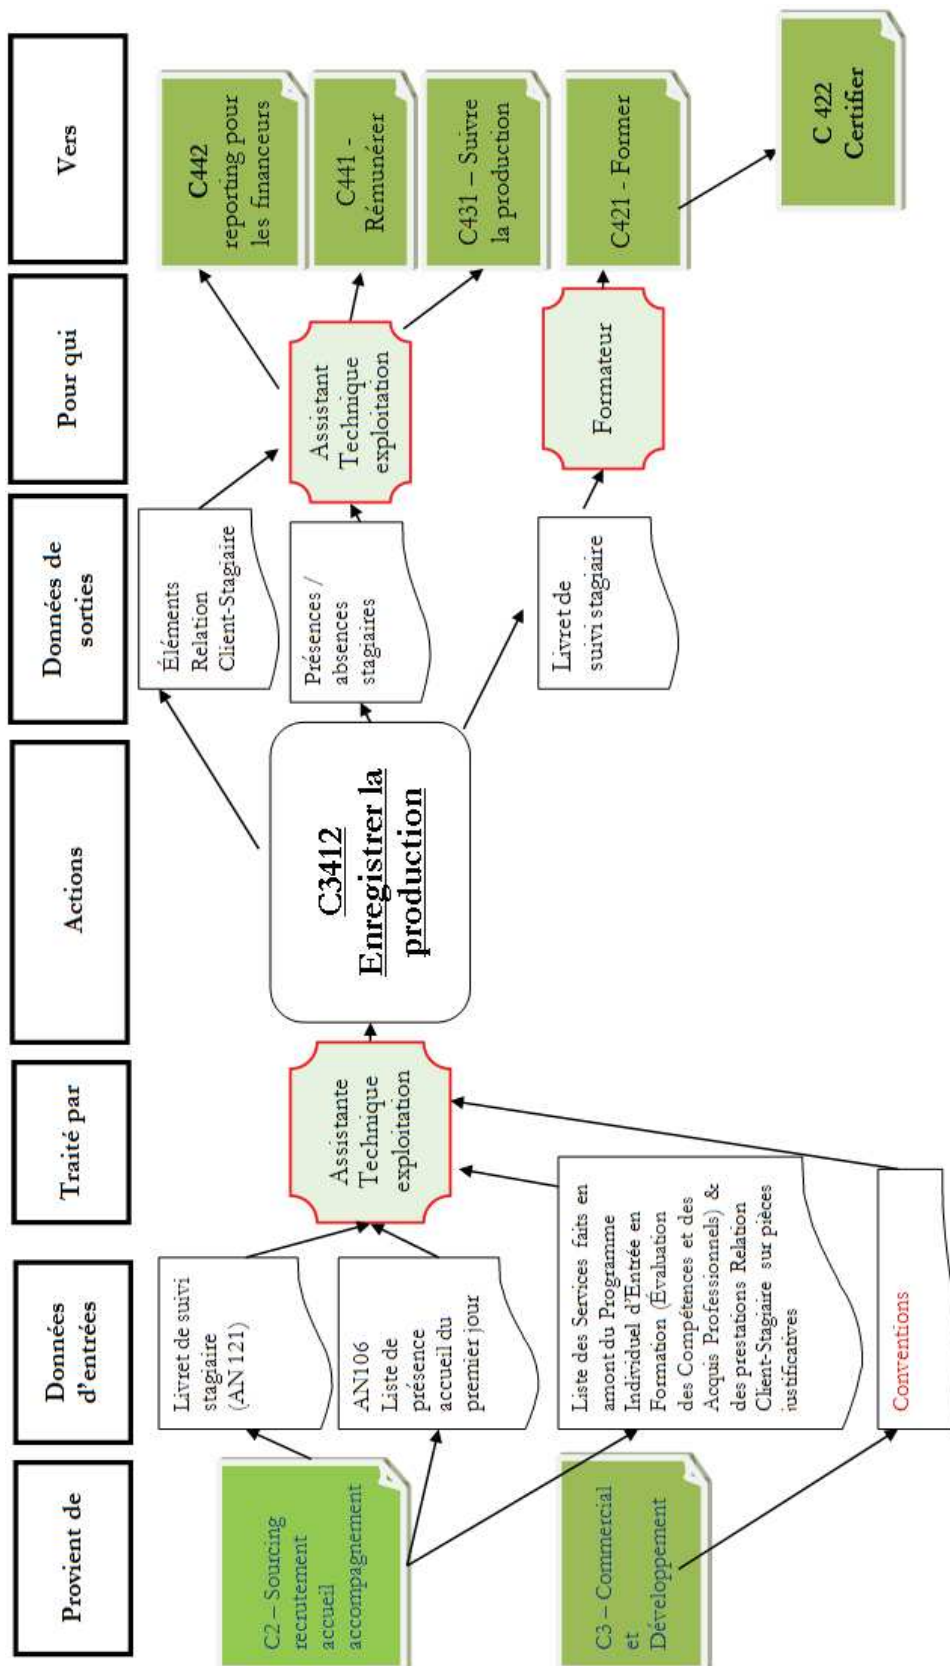 Provient de
Données
d'entrées
Traité par
Actions
Données de
sorties
Pour qui
Vers
C2 – Sourcing
recrutement
accueil
accompagnement
C3 – Commercial
et
Développement
Livret de suivi
stagiaire
(AN 121)
AN106
Liste de
présence
accueil du
premier jour
Liste des Services faits en
amont du Programme
Individuel d'Entrée en
Formation (Évaluation
des Compétences et des
Acquis Professionnels) &
des prestations Relation
Client-Stagiaire sur pièces
justificatives
Conventions
Assistante
Technique
exploitation
C3412
Enregistrer la
production
Éléments
Relation
Client-Stagiaire
Présences /
absences
stagiaires
Livret de
suivi stagiaire
Assistant
Technique
exploitation
Formateur
C442
reporting pour
les financeurs
C441 -
Rémunérer
C431 – Suivre
la production
C421 - Former
C 422
Certifier